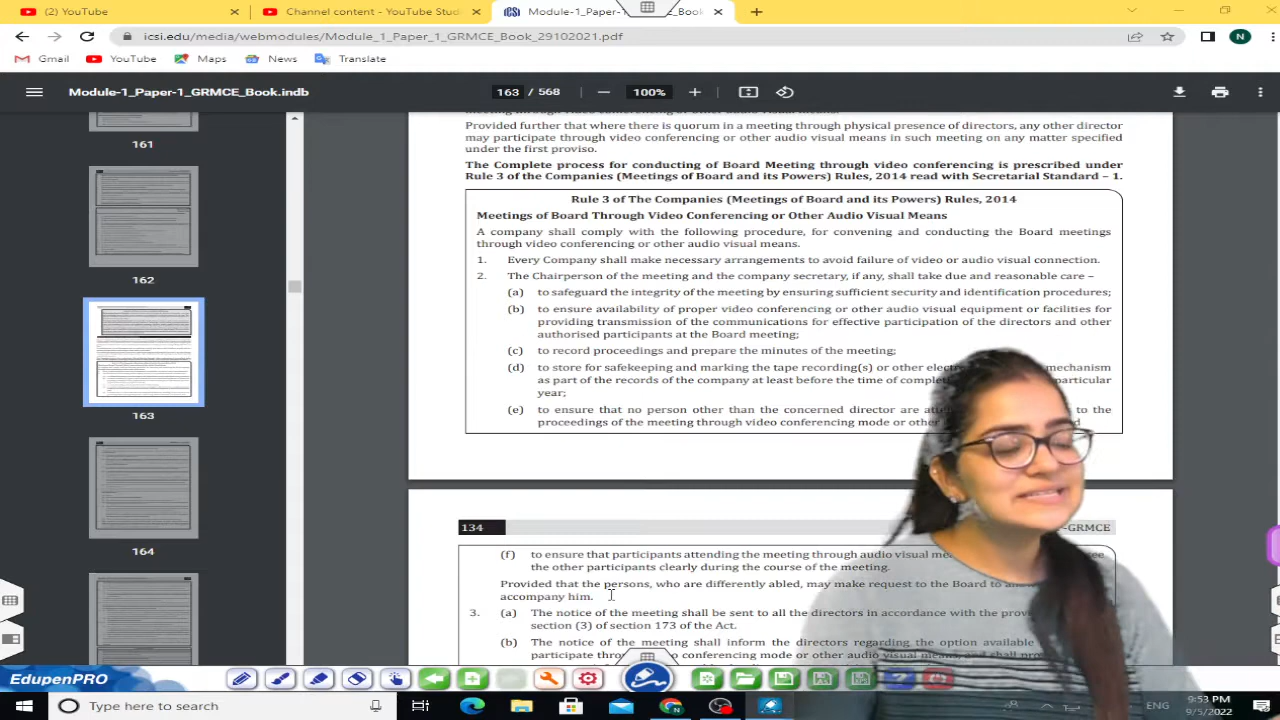 (2) YouTube
Channel content - YouTube Stud
Module-1_Paper-1 Book
icsi.edu/media/webmodules/Module_1_Paper_1_GRMCE_Book_29102021.pdf
N
Gmail YouTube Maps News Translate
Module-1_Paper-1_GRMCE_Book.indb
163 / 568
100%
161
162
163
164
Provided further that where there is quorum in a meeting through physical presence of directors, any other director
may participate through video conferencing or other audio visual means in such meeting on any matter specified
under the first proviso.
The Complete process for conducting of Board Meeting through video conferencing is prescribed under
Rule 3 of the Companies (Meetings of Board and its Powers) Rules, 2014 read with Secretarial Standard – 1.
Rule 3 of The Companies (Meetings of Board and its Powers) Rules, 2014
Meetings of Board Through Video Conferencing or Other Audio Visual Means
A company shall comply with the following procedure, for convening and conducting the Board meetings
through video conferencing or other audio visual means.
1. Every Company shall make necessary arrangements to avoid failure of video or audio visual connection.
2. The Chairperson of the meeting and the company secretary, if any, shall take due and reasonable care –
(a) to safeguard the integrity of the meeting by ensuring sufficient security and identification procedures;
(b) to ensure availability of proper video conferencing or other audio visual equipment or facilities for
providing transmission of the communications for effective participation of the directors and other
authorised participants at the Board meeting;
(c) to record proceedings and prepare the minutes of the meeting;
(d) to store for safekeeping and marking the tape recording(s) or other mechanism
as part of the records of the company at least before the time of particular
year;
(e) to ensure that no person other than the concerned director are to the
proceedings of the meeting through video conferencing mode or other
134
-GRMCE
(f) to ensure that participants attending the meeting through audio visual
the other participants clearly during the course of the meeting.
Provided that the persons, who are differently abled, may make request to the Board to
accompany him.
3. (a) The notice of the meeting shall be sent to all the directors in accordance with the
section (3) of section 173 of the Act.
(b) The notice of the meeting shall inform the directors regarding the option available
participate conferencing mode or other audio visual means, and shall
EdupenPRO
Type here to search
ENG
9:53 PM
9/5/2022